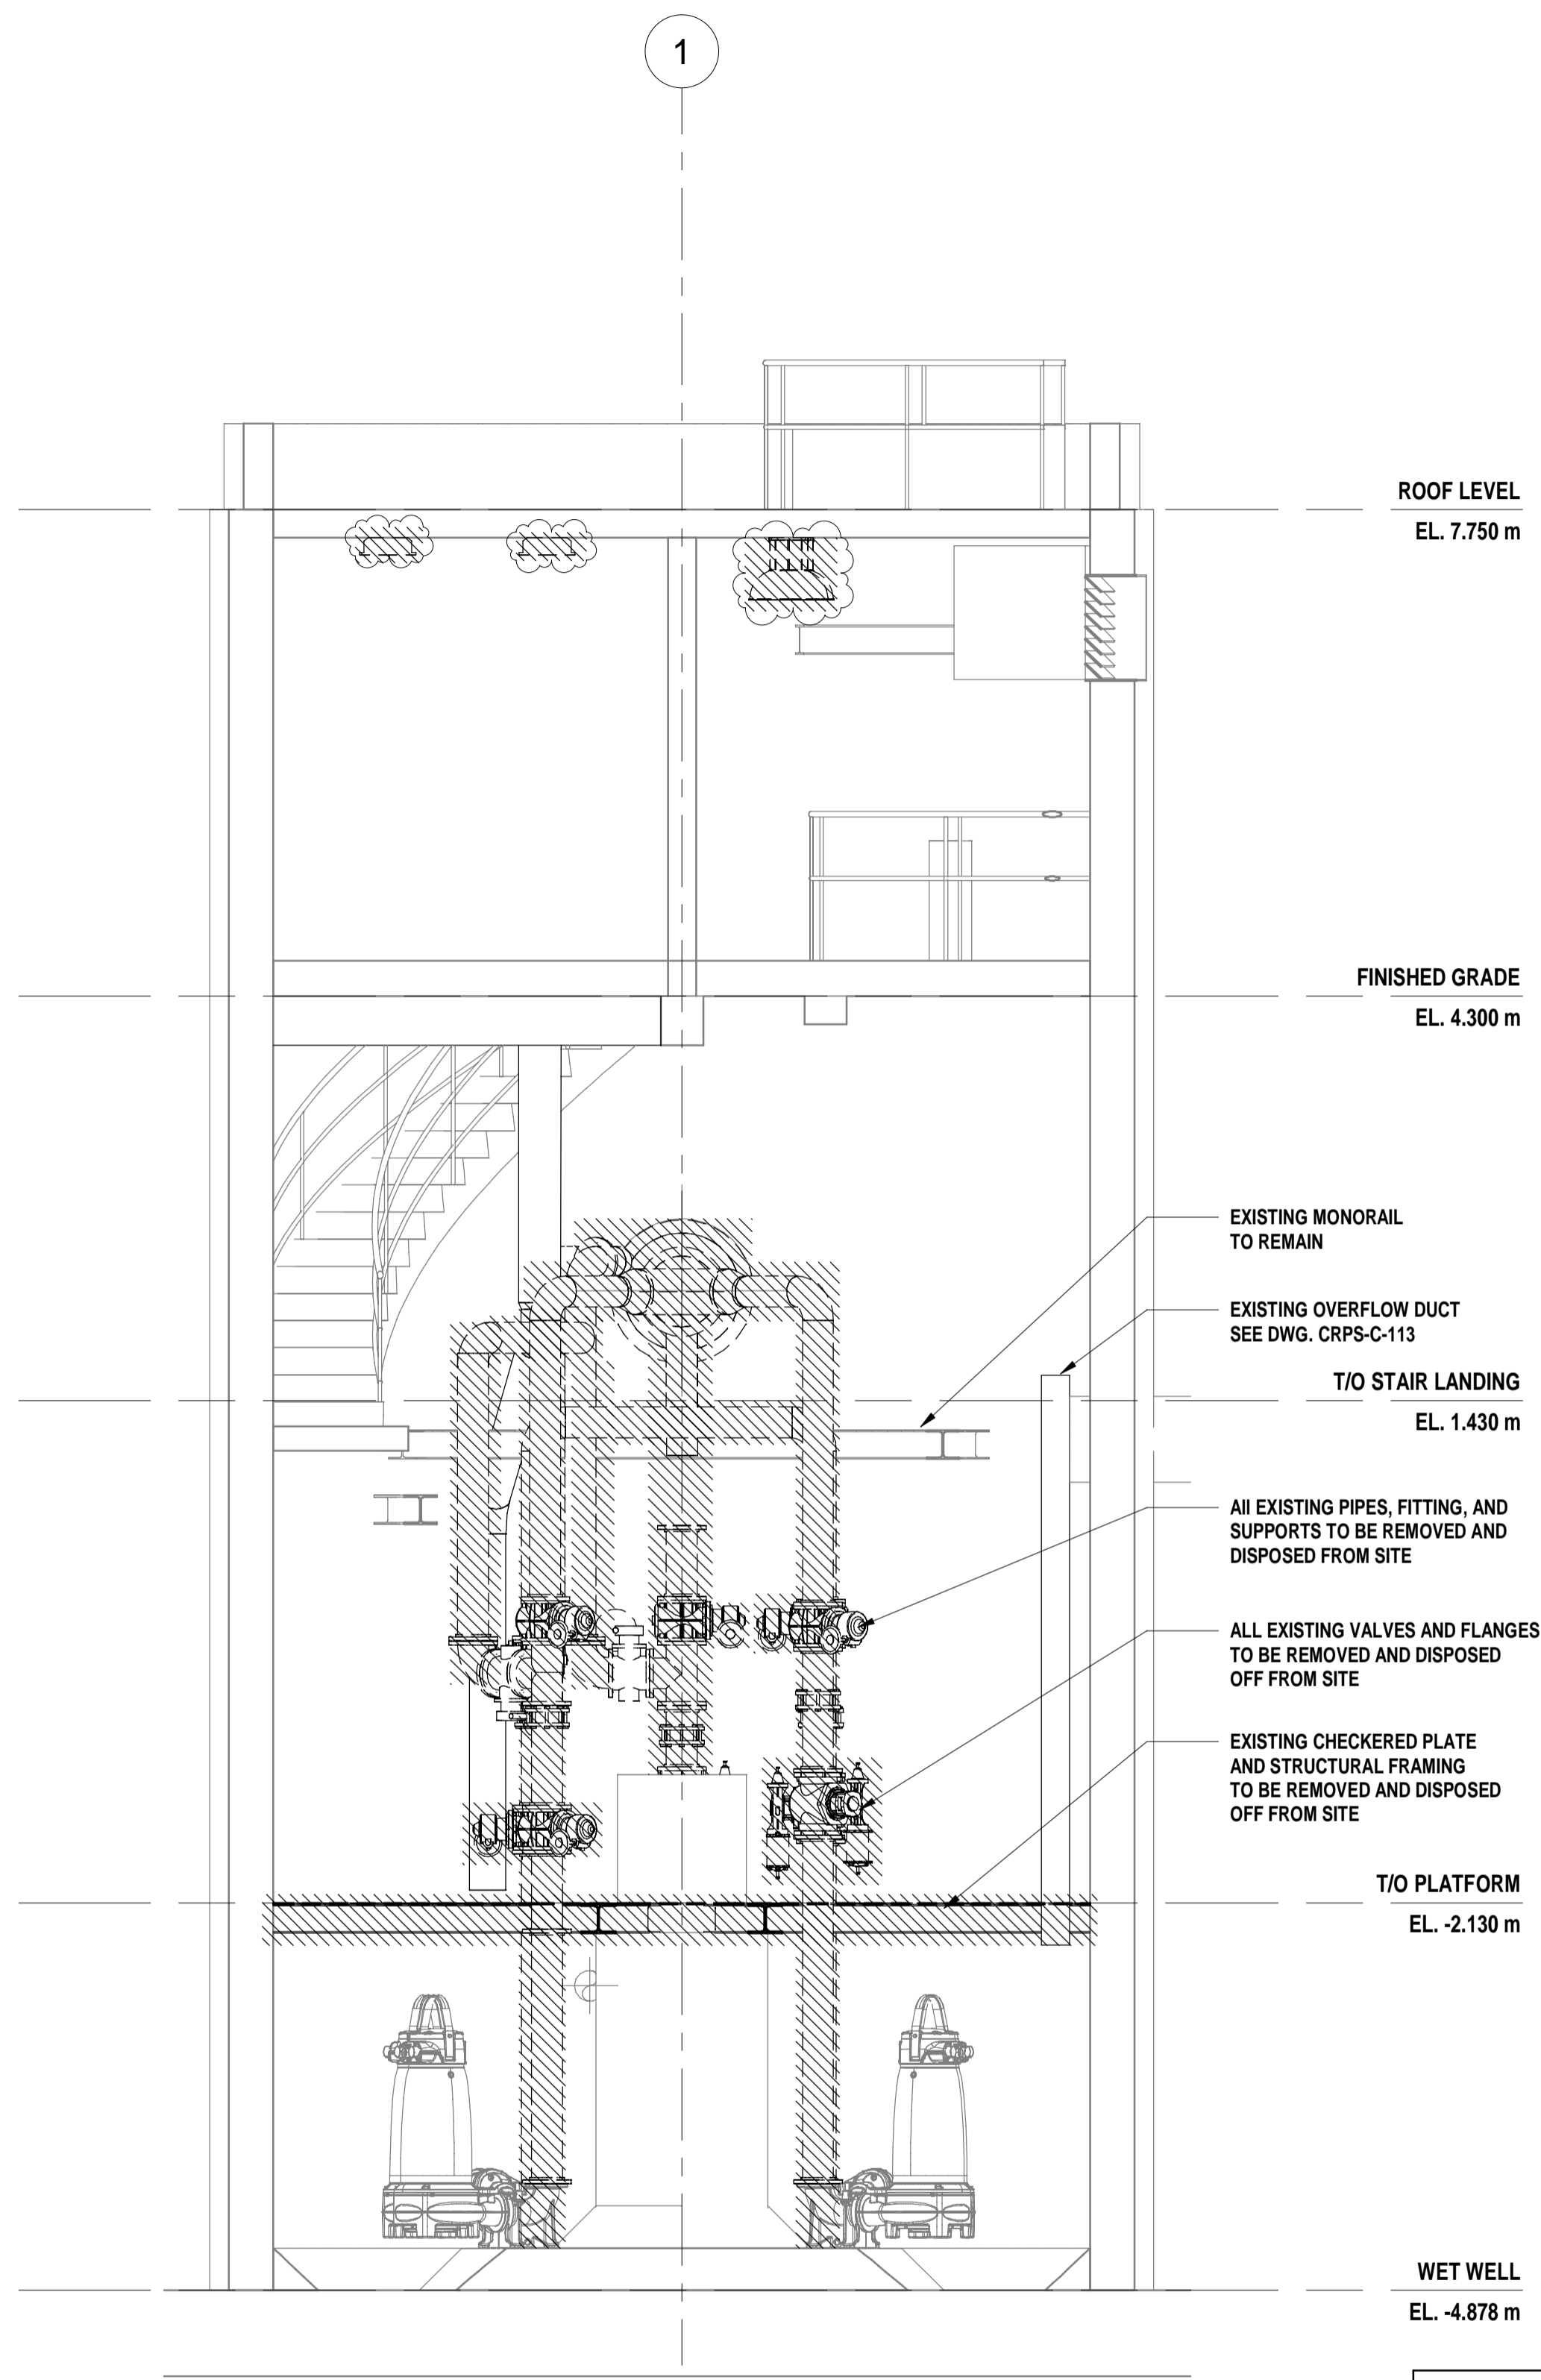 1
ROOF LEVEL
EL. 7.750 m
FINISHED GRADE
EL. 4.300 m
EXISTING MONORAIL
TO REMAIN
EXISTING OVERFLOW DUCT
SEE DWG. CRPS-C-113
T/O STAIR LANDING
EL. 1.430 m
All EXISTING PIPES, FITTING, AND
SUPPORTS TO BE REMOVED AND
DISPOSED FROM SITE
ALL EXISTING VALVES AND FLANGES
TO BE REMOVED AND DISPOSED
OFF FROM SITE
EXISTING CHECKERED PLATE
AND STRUCTURAL FRAMING
TO BE REMOVED AND DISPOSED
OFF FROM SITE
T/O PLATFORM
EL. -2.130 m
WET WELL
EL. -4.878 m